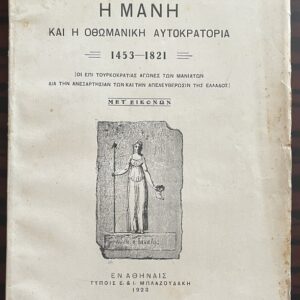 Η ΜΑΝΗ
ΚΑΙ Η ΟΘΩΜΑΝΙΚΗ ΑΥΤΟΚΡΑΤΟΡΙΑ
1453—1821
(ΟΙ ΕΠΙ ΤΟΥΡΚΟΚΡΑΤΙΑΣ ΑΓΩΝΕΣ ΤΩΝ ΜΑΝΙΑΤΩΝ
ΔΙΑ ΤΗΝ ΑΝΕΞΑΡΤΗΣΙΑΝ ΤΩΝ ΚΑΙ ΤΗΝ ΑΠΕΛΕΥΘΕΡΩΣΙΝ ΤΗΣ ΕΛΛΑΔΟΣ)
ΜΕΤ ΕΙΚΟΝΩΝ
ΕΝ ΑΘΗΝΑΙΣ
ΤΥΠΟΙΣ Ε. & Ι. ΜΠΛΑΖΟΥΔΑΚΗ
1923